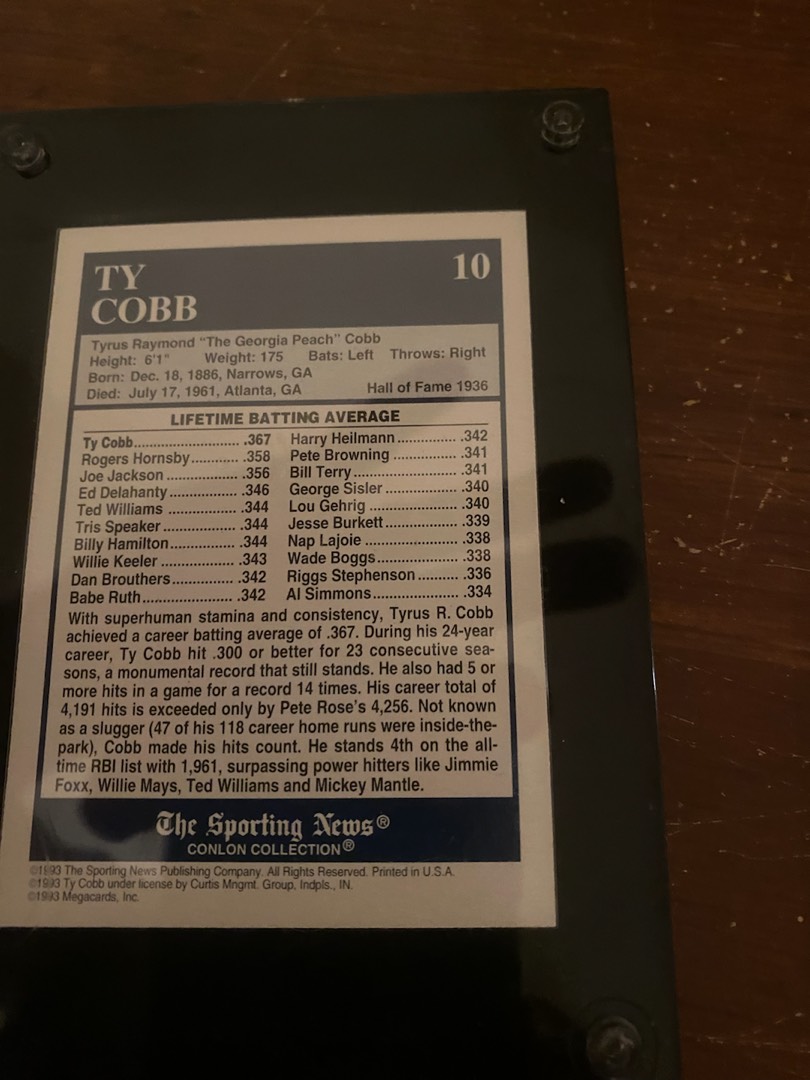 TY
COBB
10
Tyrus Raymond "The Georgia Peach" Cobb
Height: 6'1" Weight: 175 Bats: Left Throws: Right
Born: Dec. 18, 1886, Narrows, GA
Died: July 17, 1961, Atlanta, GA Hall of Fame 1936
LIFETIME BATTING AVERAGE
Ty Cobb........................... .367
Rogers Hornsby........... .358
Joe Jackson ................... .356
Ed Delahanty.................. .346
Ted Williams ................... .344
Tris Speaker.................... .344
Billy Hamilton.................. .344
Willie Keeler .................... .343
Dan Brouthers................ .342
Babe Ruth....................... .342
Harry Heilmann.............. .342
Pete Browning ................ .341
Bill Terry......................... .341
George Sisler.................. .340
Lou Gehrig ..................... .340
Jesse Burkett................. .339
Nap Lajoie ...................... .338
Wade Boggs................... .338
Riggs Stephenson.......... .336
Al Simmons.................... .334
With superhuman stamina and consistency, Tyrus R. Cobb
achieved a career batting average of .367. During his 24-year
career, Ty Cobb hit .300 or better for 23 consecutive sea-
sons, a monumental record that still stands. He also had 5 or
more hits in a game for a record 14 times. His career total of
4,191 hits is exceeded only by Pete Rose's 4,256. Not known
as a slugger (47 of his 118 career home runs were inside-the-
park), Cobb made his hits count. He stands 4th on the all-
time RBI list with 1,961, surpassing power hitters like Jimmie
Foxx, Willie Mays, Ted Williams and Mickey Mantle.
The Sporting News®
CONLON COLLECTION®
©1993 The Sporting News Publishing Company. All Rights Reserved. Printed in U.S.A.
©1993 Ty Cobb under license by Curtis Mngmt. Group, Indpls., IN.
©1993 Megacards, Inc.